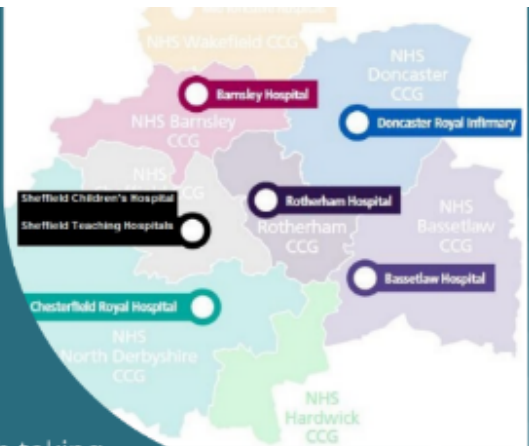 NHS Wakefield CCG
NHS
Doncaster
CCG
Barnsley Hospital
Doncaster Royal Infirmary
NHS Barnsley
CCG
NHS
CCG
Sheffield Children's Hospital
Sheffield Teaching Hospitals
Rotherham Hospital
Rotherham
CCG
NHS
Bassetlaw
CCG
Bassetlaw Hospital
Chesterfield Royal Hospital
NHS
North Derbyshire
CCG
NHS
Hardwick
CCG
taking